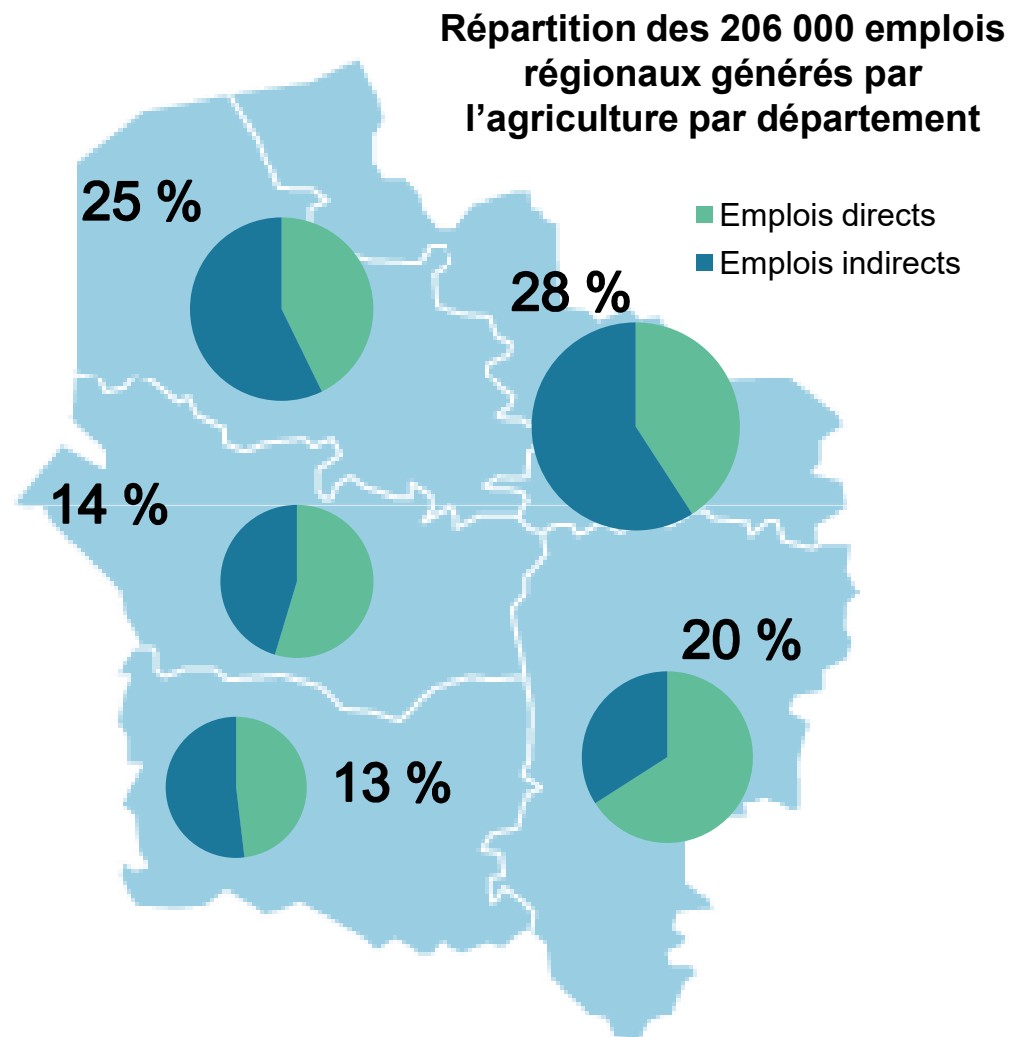 Répartition des 206 000 emplois
régionaux générés par
l’agriculture par département
25 %
Emplois directs
Emplois indirects
28 %
14 %
20 %
13 %